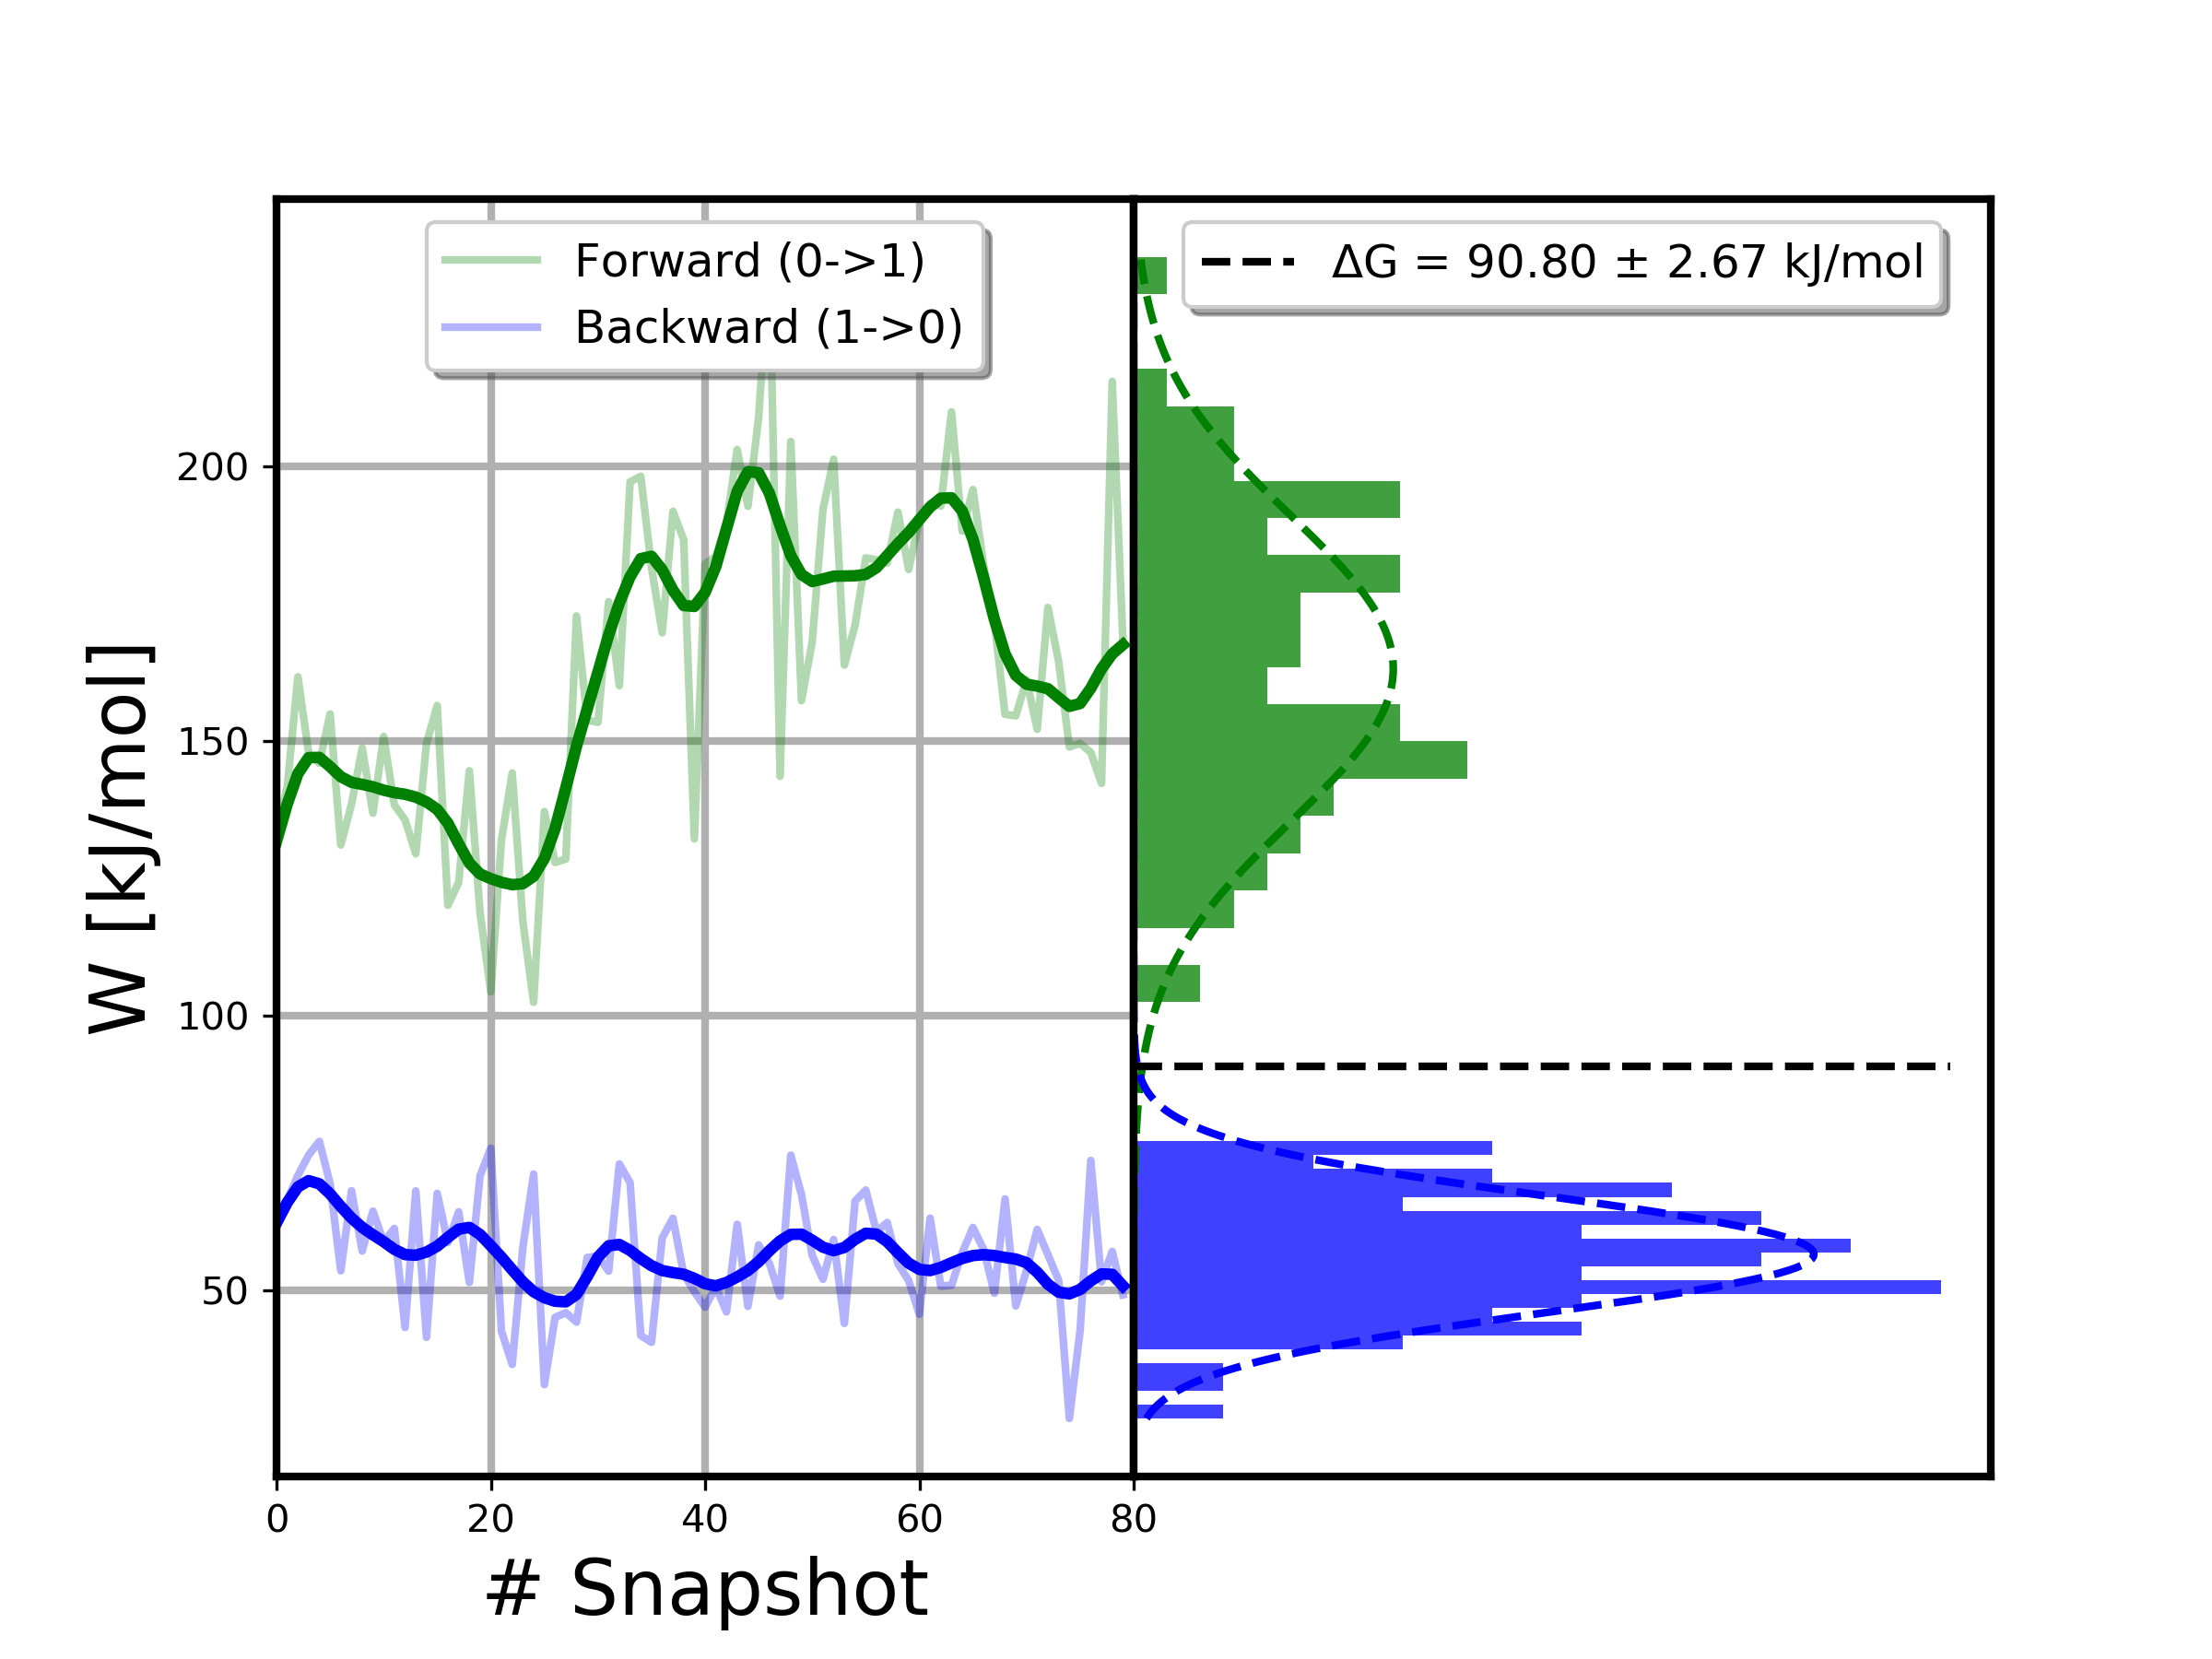 Forward (0->1)
Backward (1->0)
ΔG = 90.80 ± 2.67 kJ/mol
W [kJ/mol]
200
150
100
50
0 20 40 60 80
# Snapshot